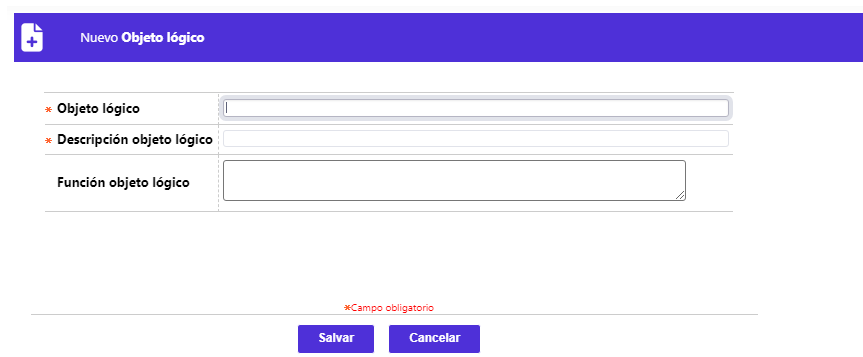 Nuevo Objeto lógico
* Objeto lógico
* Descripción objeto lógico
Función objeto lógico
*Campo obligatorio
Salvar Cancelar